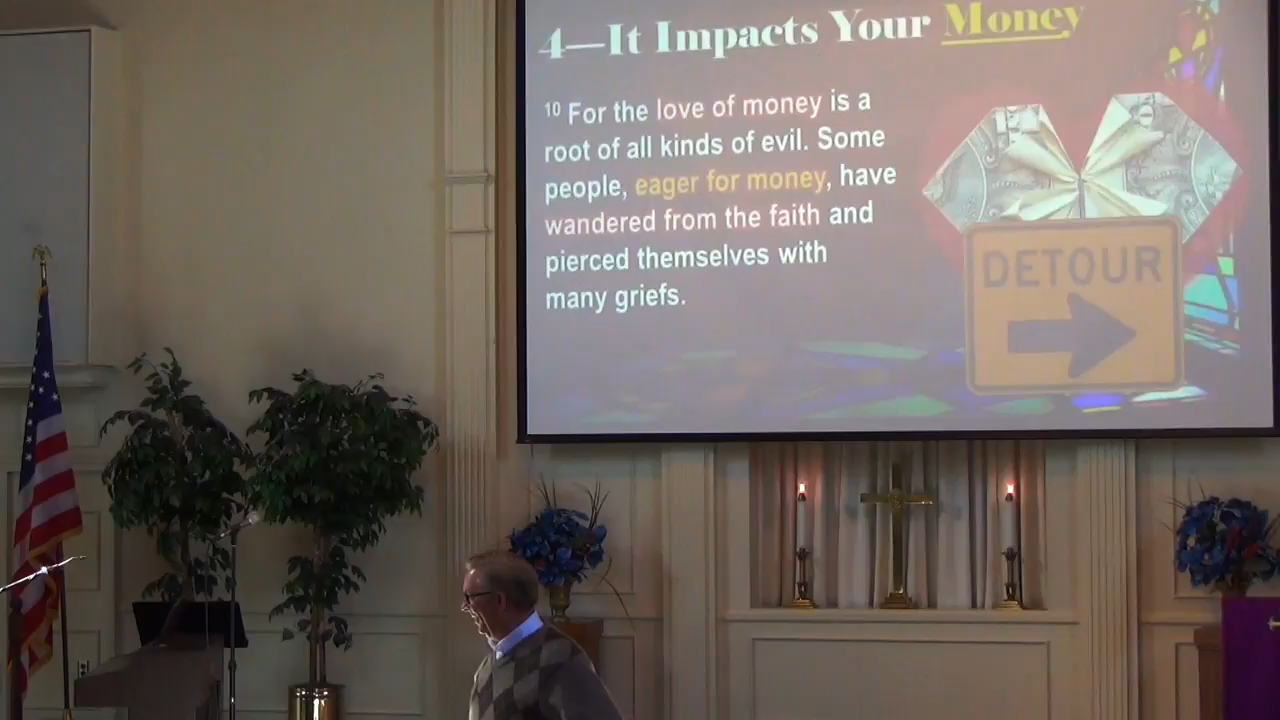 4—It Impacts Your Money
10 For the love of money is a
root of all kinds of evil. Some
people, eager for money, have
wandered from the faith and
pierced themselves with
many griefs.
DETOUR